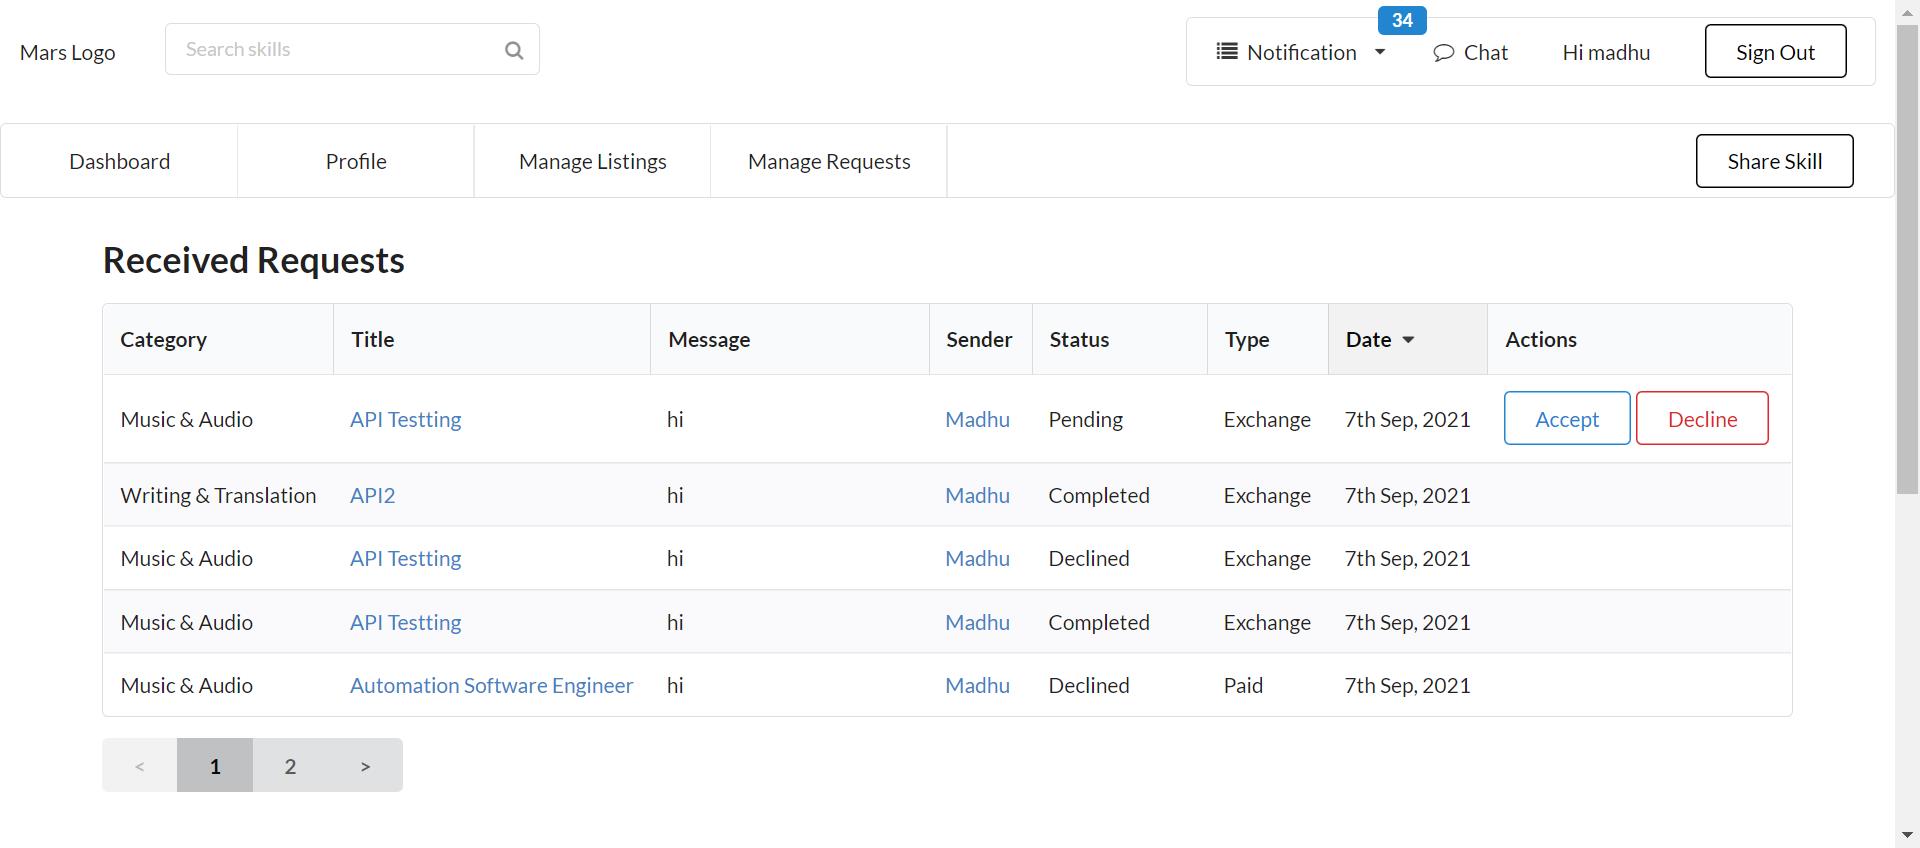 34
Mars Logo Search skills Notification Chat Hi madhu Sign Out
Dashboard Profile Manage Listings Manage Requests Share Skill
Received Requests
Category Title Message Sender Status Type Date Actions
Music & Audio API Testting hi Madhu Pending Exchange 7th Sep, 2021 Accept Decline
Writing & Translation API2 hi Madhu Completed Exchange 7th Sep, 2021
Music & Audio API Testting hi Madhu Declined Exchange 7th Sep, 2021
Music & Audio API Testting hi Madhu Completed Exchange 7th Sep, 2021
Music & Audio Automation Software Engineer hi Madhu Declined Paid 7th Sep, 2021
< 1 2 >